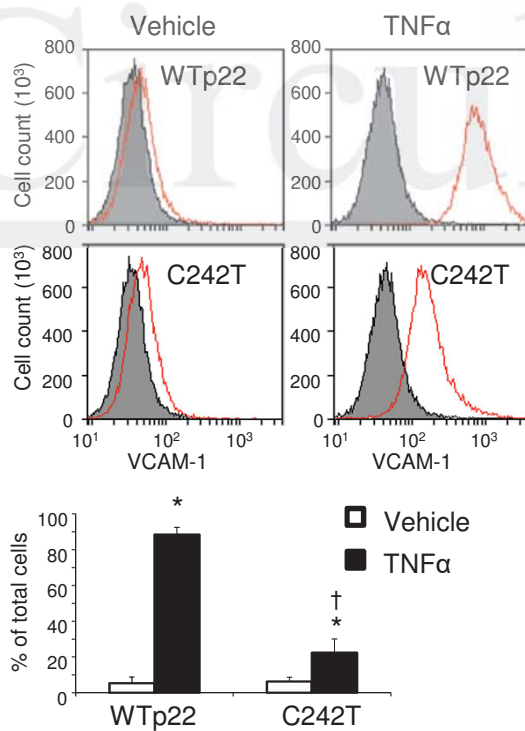 Vehicle TNFα
Circul
Cell count (10³)
800
600
400
200
0
WTp22
800
600
400
200
0
WTp22
Cell count (10³)
800
600
400
200
0
C242T
10¹ 10² 10³
VCAM-1
800
600
400
200
0
C242T
10¹ 10² 10³
VCAM-1
% of total cells
100
80
60
40
20
0
*
†
*
Vehicle
TNFα
WTp22 C242T